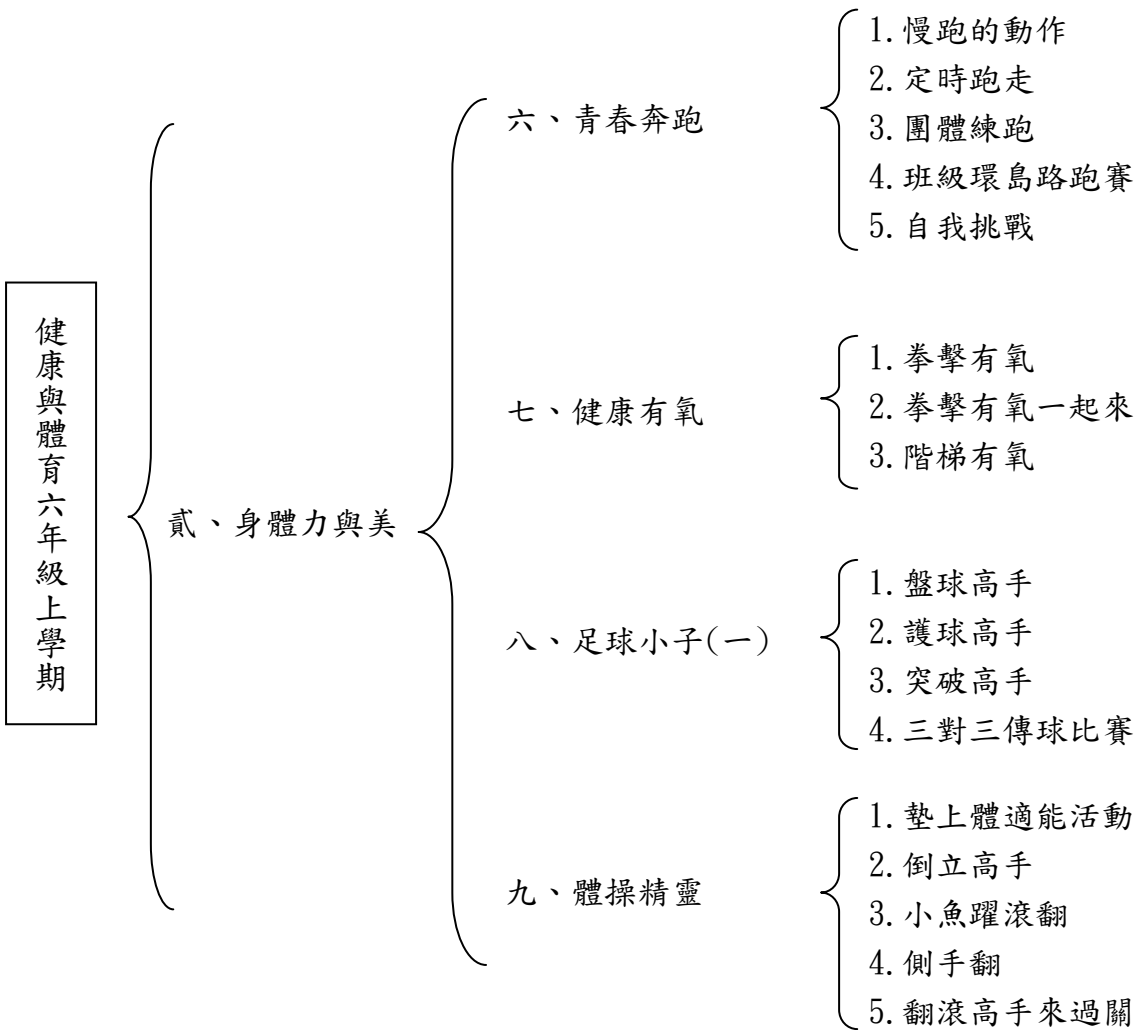 健康與體育六年級上學期
貳、身體力與美
六、青春奔跑
1.慢跑的動作
2.定時跑走
3.團體練跑
4.班級環島路跑賽
5.自我挑戰
七、健康有氧
1.拳擊有氧
2.拳擊有氧一起來
3.階梯有氧
八、足球小子(一)
1.盤球高手
2.護球高手
3.突破高手
4.三對三傳球比賽
九、體操精靈
1.墊上體適能活動
2.倒立高手
3.小魚躍滾翻
4.側手翻
5.翻滾高手來過關